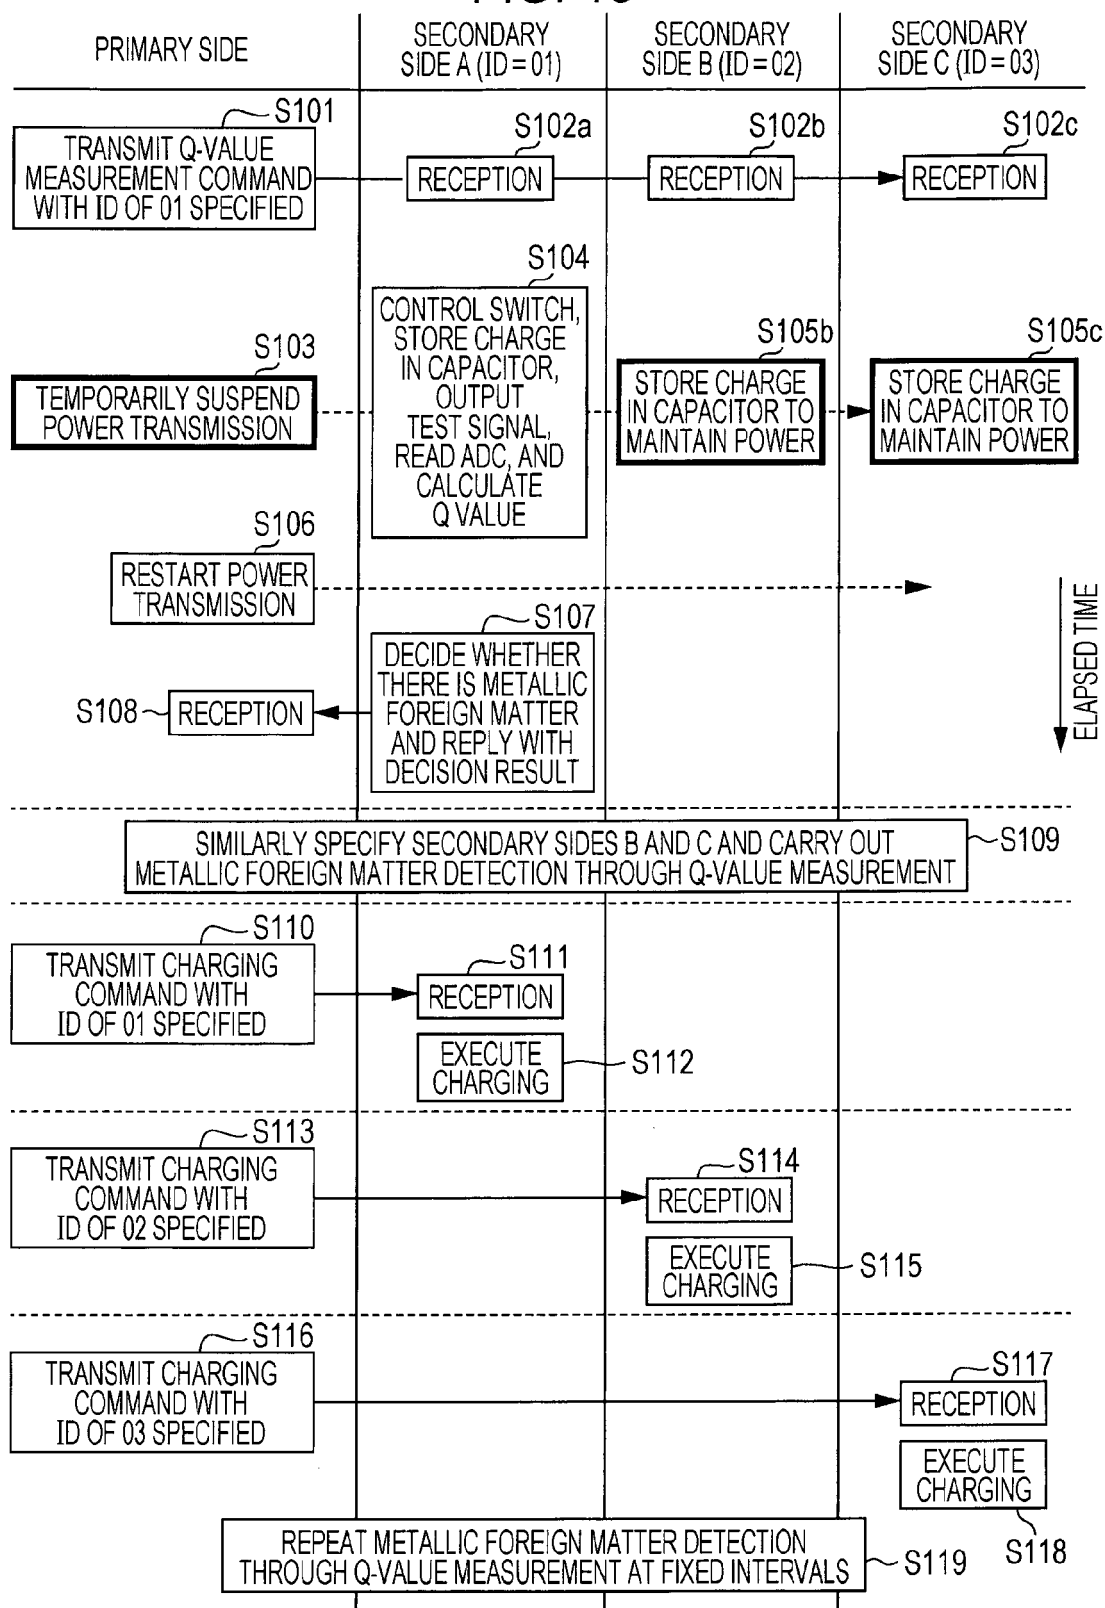 PRIMARY SIDE
SECONDARY
SIDE A (ID = 01)
SECONDARY
SIDE B (ID = 02)
SECONDARY
SIDE C (ID = 03)
S101
TRANSMIT Q-VALUE
MEASUREMENT COMMAND
WITH ID OF 01 SPECIFIED
S102a
RECEPTION
S102b
RECEPTION
S102c
RECEPTION
S103
TEMPORARILY SUSPEND
POWER TRANSMISSION
S104
CONTROL SWITCH,
STORE CHARGE
IN CAPACITOR,
OUTPUT
TEST SIGNAL,
READ ADC, AND
CALCULATE
Q VALUE
S105b
STORE CHARGE
IN CAPACITOR TO
MAINTAIN POWER
S105c
STORE CHARGE
IN CAPACITOR TO
MAINTAIN POWER
S106
RESTART POWER
TRANSMISSION
ELAPSED TIME
S107
DECIDE WHETHER
THERE IS METALLIC
FOREIGN MATTER
AND REPLY WITH
DECISION RESULT
S108
RECEPTION
SIMILARLY SPECIFY SECONDARY SIDES B AND C AND CARRY OUT
METALLIC FOREIGN MATTER DETECTION THROUGH Q-VALUE MEASUREMENT
S109
S110
TRANSMIT CHARGING
COMMAND WITH
ID OF 01 SPECIFIED
S111
RECEPTION
EXECUTE
CHARGING
S112
S113
TRANSMIT CHARGING
COMMAND WITH
ID OF 02 SPECIFIED
S114
RECEPTION
EXECUTE
CHARGING
S115
S116
TRANSMIT CHARGING
COMMAND WITH
ID OF 03 SPECIFIED
S117
RECEPTION
EXECUTE
CHARGING
S118
REPEAT METALLIC FOREIGN MATTER DETECTION
THROUGH Q-VALUE MEASUREMENT AT FIXED INTERVALS
S119